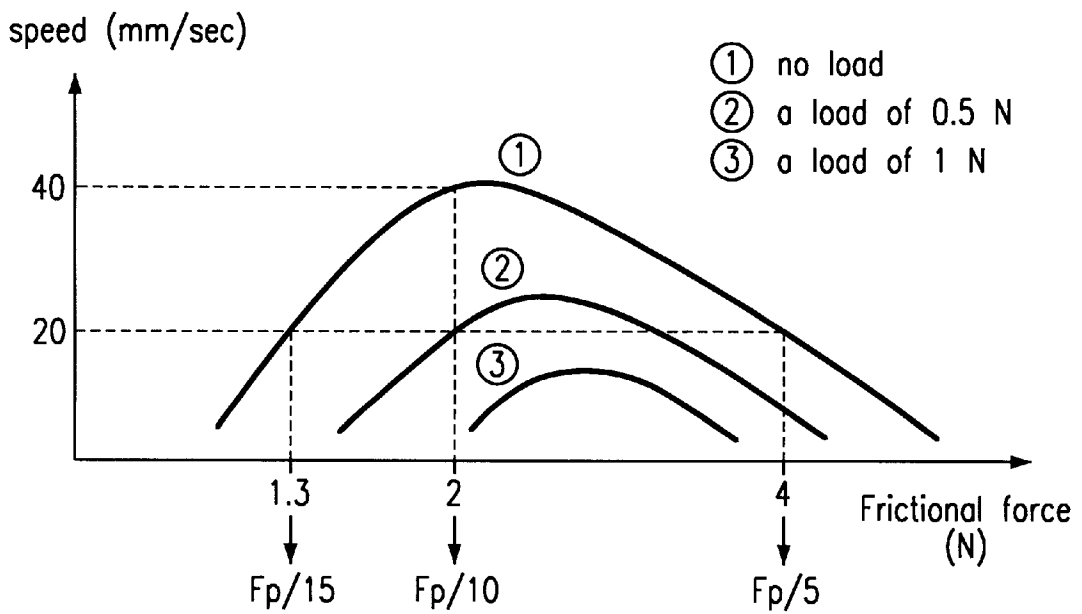 speed (mm/sec)
① no load
② a load of 0.5 N
③ a load of 1 N
①
40
②
20
③
1.3 2 4
Frictional force
(N)
Fp/15 Fp/10 Fp/5